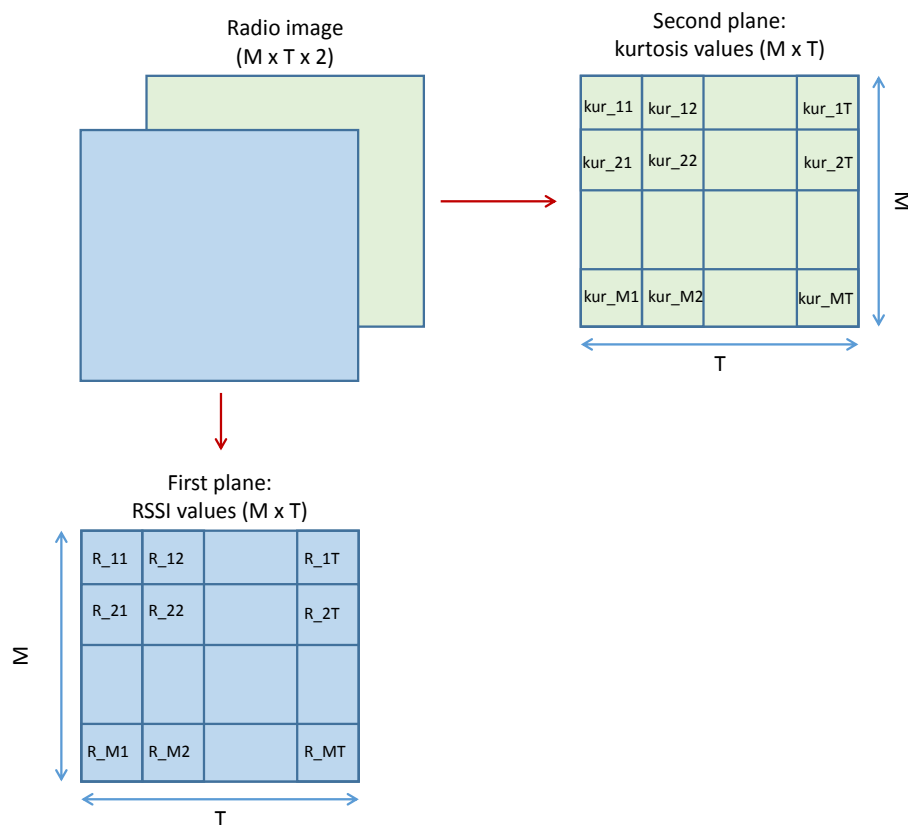 Radio image
(M x T x 2)
Second plane:
kurtosis values (M x T)
kur_11 kur_12 kur_1T
kur_21 kur_22 kur_2T
kur_M1 kur_M2 kur_MT
M
T
First plane:
RSSI values (M x T)
R_11 R_12 R_1T
R_21 R_22 R_2T
R_M1 R_M2 R_MT
M
T